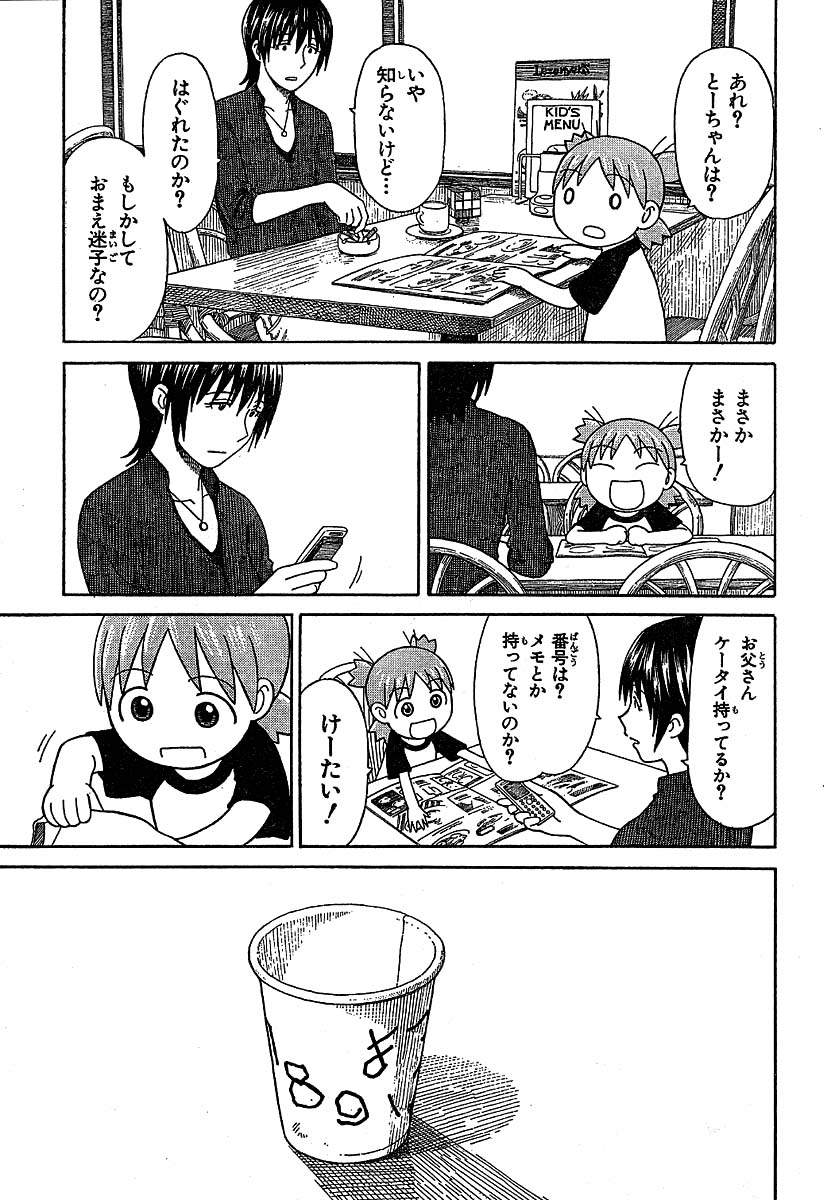 あれ?
とーちゃんは?
いや
知らないけど…
はぐれたのか?
もしかして
おまえ迷子なの?
KID'S
MENU
まさか
まさかー!
お父さん
ケータイ持ってるか?
番号は?
メモとか
持ってないのか?
けーたい!